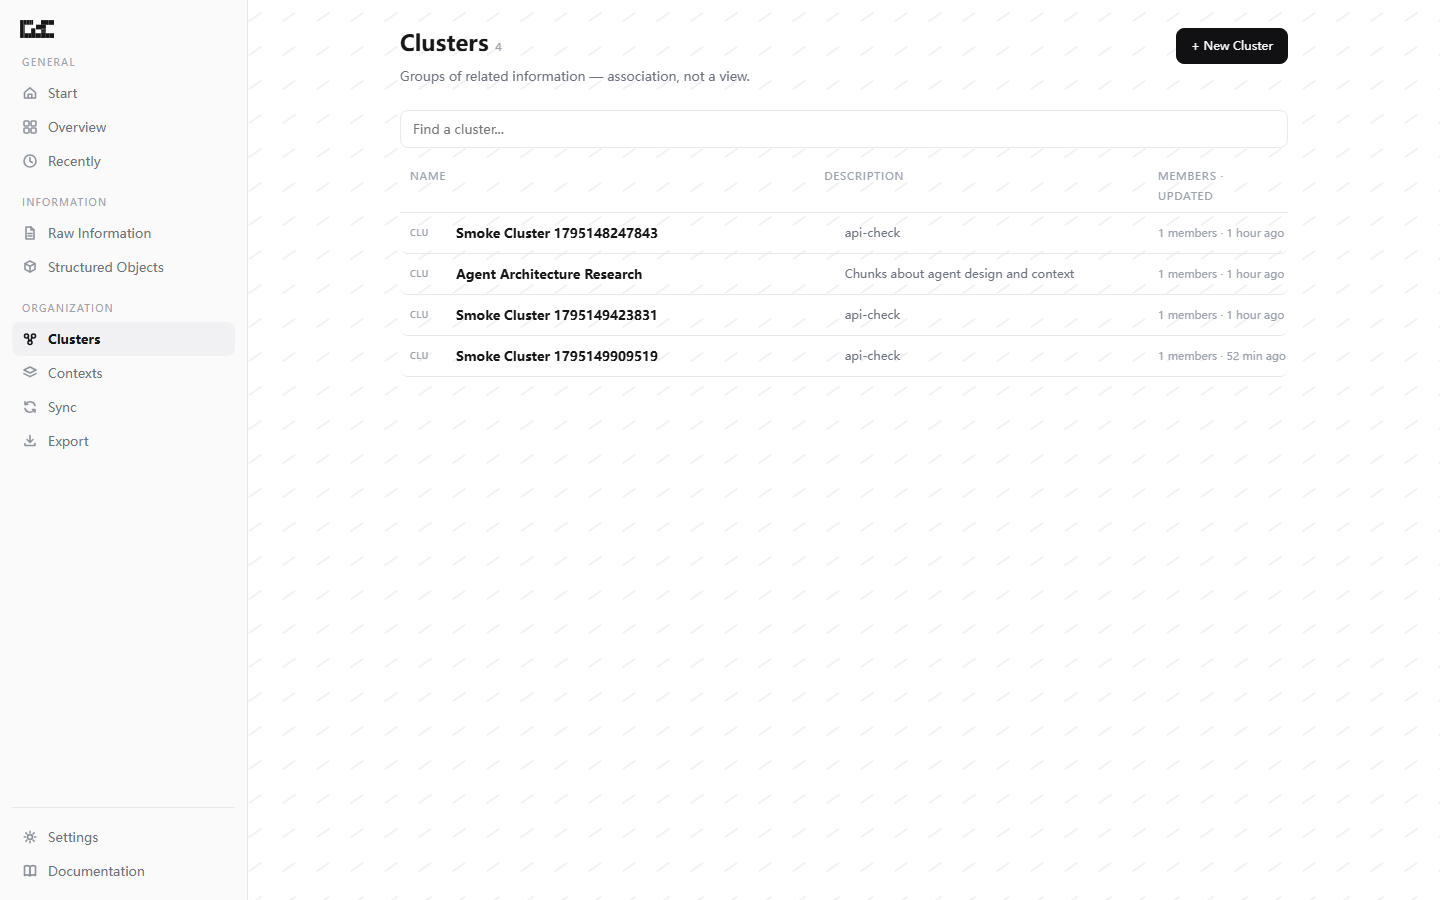 GENERAL
Start
Overview
Recently
INFORMATION
Raw Information
Structured Objects
ORGANIZATION
Clusters
Contexts
Sync
Export
Settings
Documentation
Clusters 4
+ New Cluster
Groups of related information — association, not a view.
Find a cluster...
NAME DESCRIPTION MEMBERS ·
UPDATED
CLU Smoke Cluster 1795148247843 api-check 1 members · 1 hour ago
CLU Agent Architecture Research Chunks about agent design and context 1 members · 1 hour ago
CLU Smoke Cluster 1795149423831 api-check 1 members · 1 hour ago
CLU Smoke Cluster 1795149909519 api-check 1 members · 52 min ago